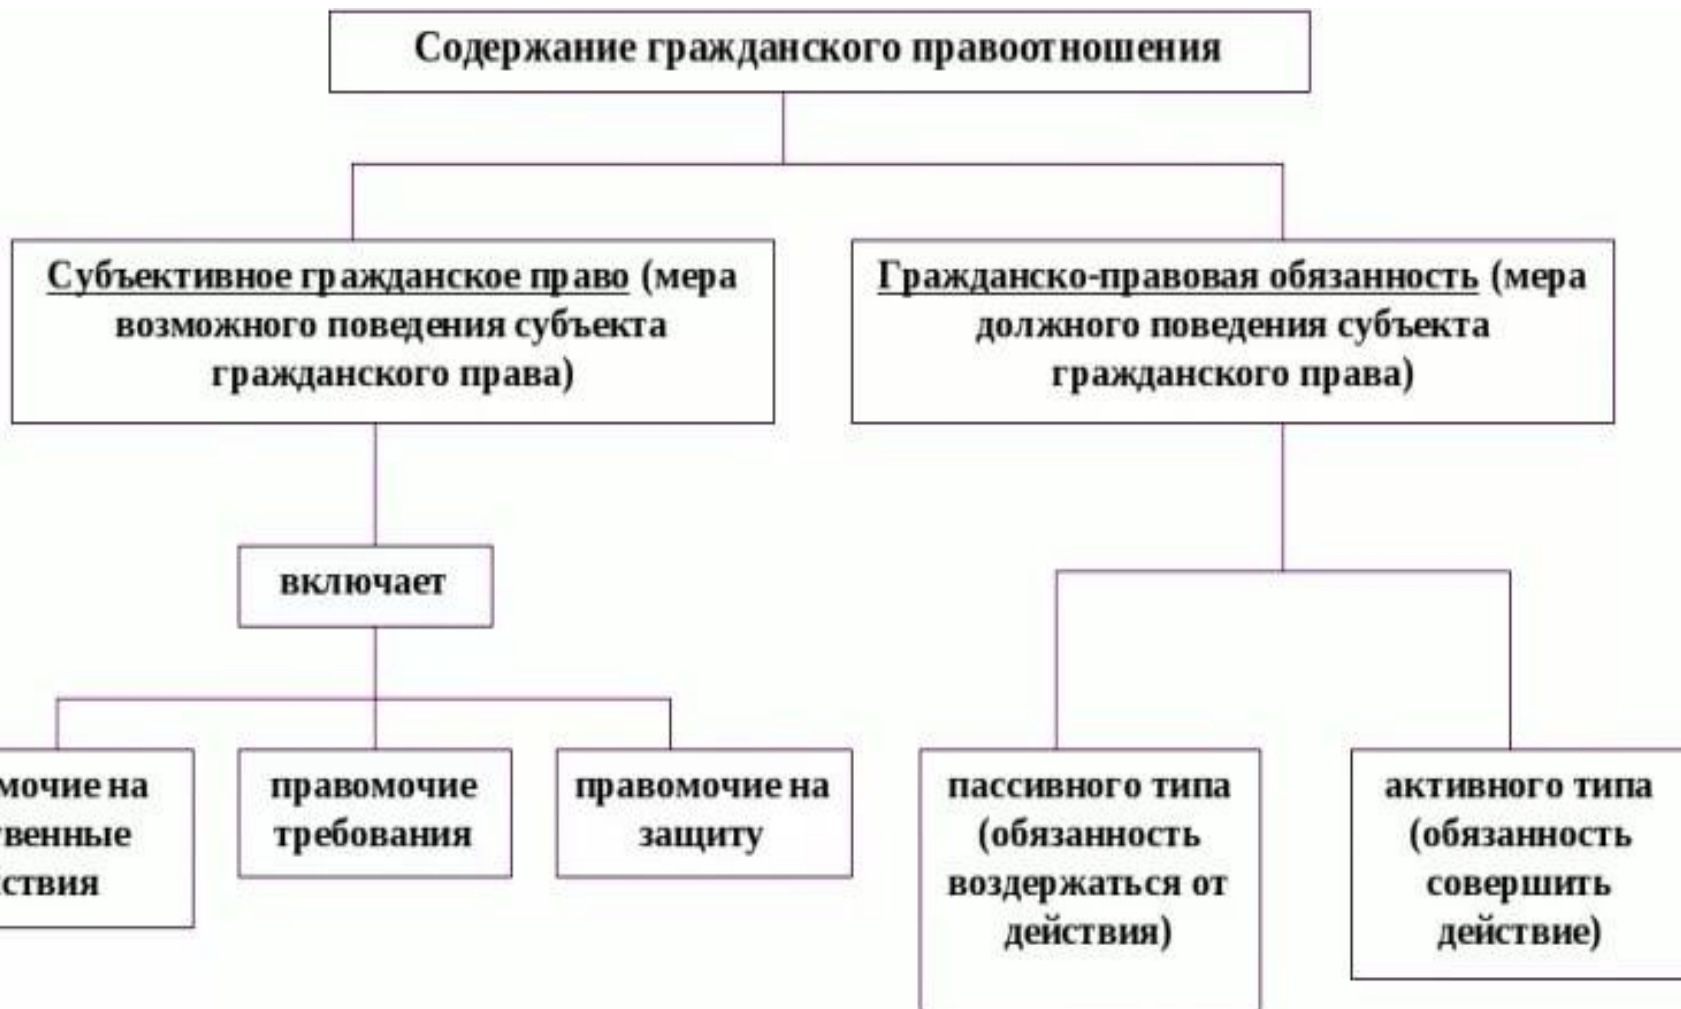 Содержание гражданского правоотношения
Субъективное гражданское право (мера
возможного поведения субъекта
гражданского права)
Гражданско-правовая обязанность (мера
должного поведения субъекта
гражданского права)
включает
на
правомочие
требования
правомочие на
защиту
пассивного типа
(обязанность
воздержаться от
действия)
активного типа
(обязанность
совершить
действие)